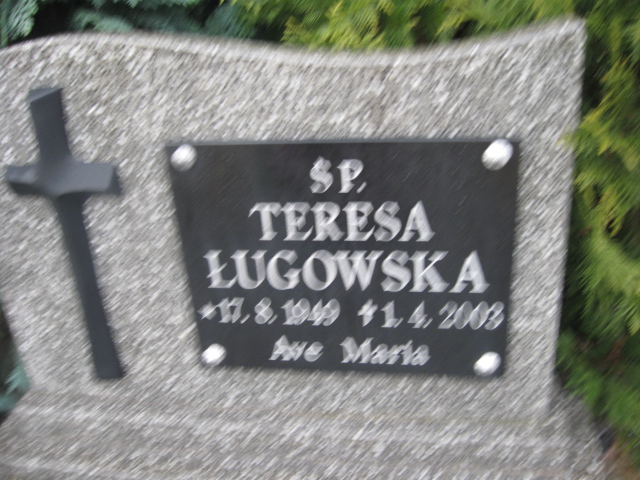 ŚP.
TERESA
ŁUGOWSKA
*17.8.1949 †1.4.2003
Ave Maria